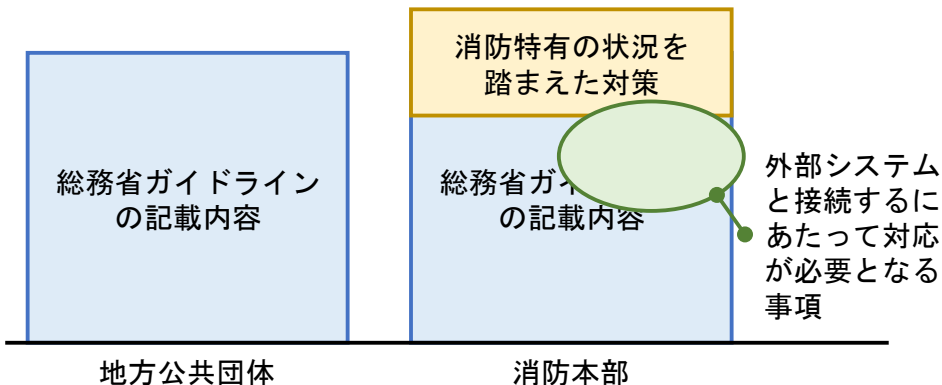 総務省ガイドライン
の記載内容
消防特有の状況を
踏まえた対策
総務省ガイ
の記載内容
外部システム
と接続するに
あたって対応
が必要となる
事項
地方公共団体
消防本部